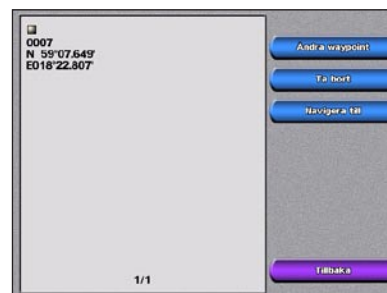 0007
N 59°07.649'
E018°22.807'
1/1
Ändra waypoint
Ta bort
Navigera till
Tillbaka